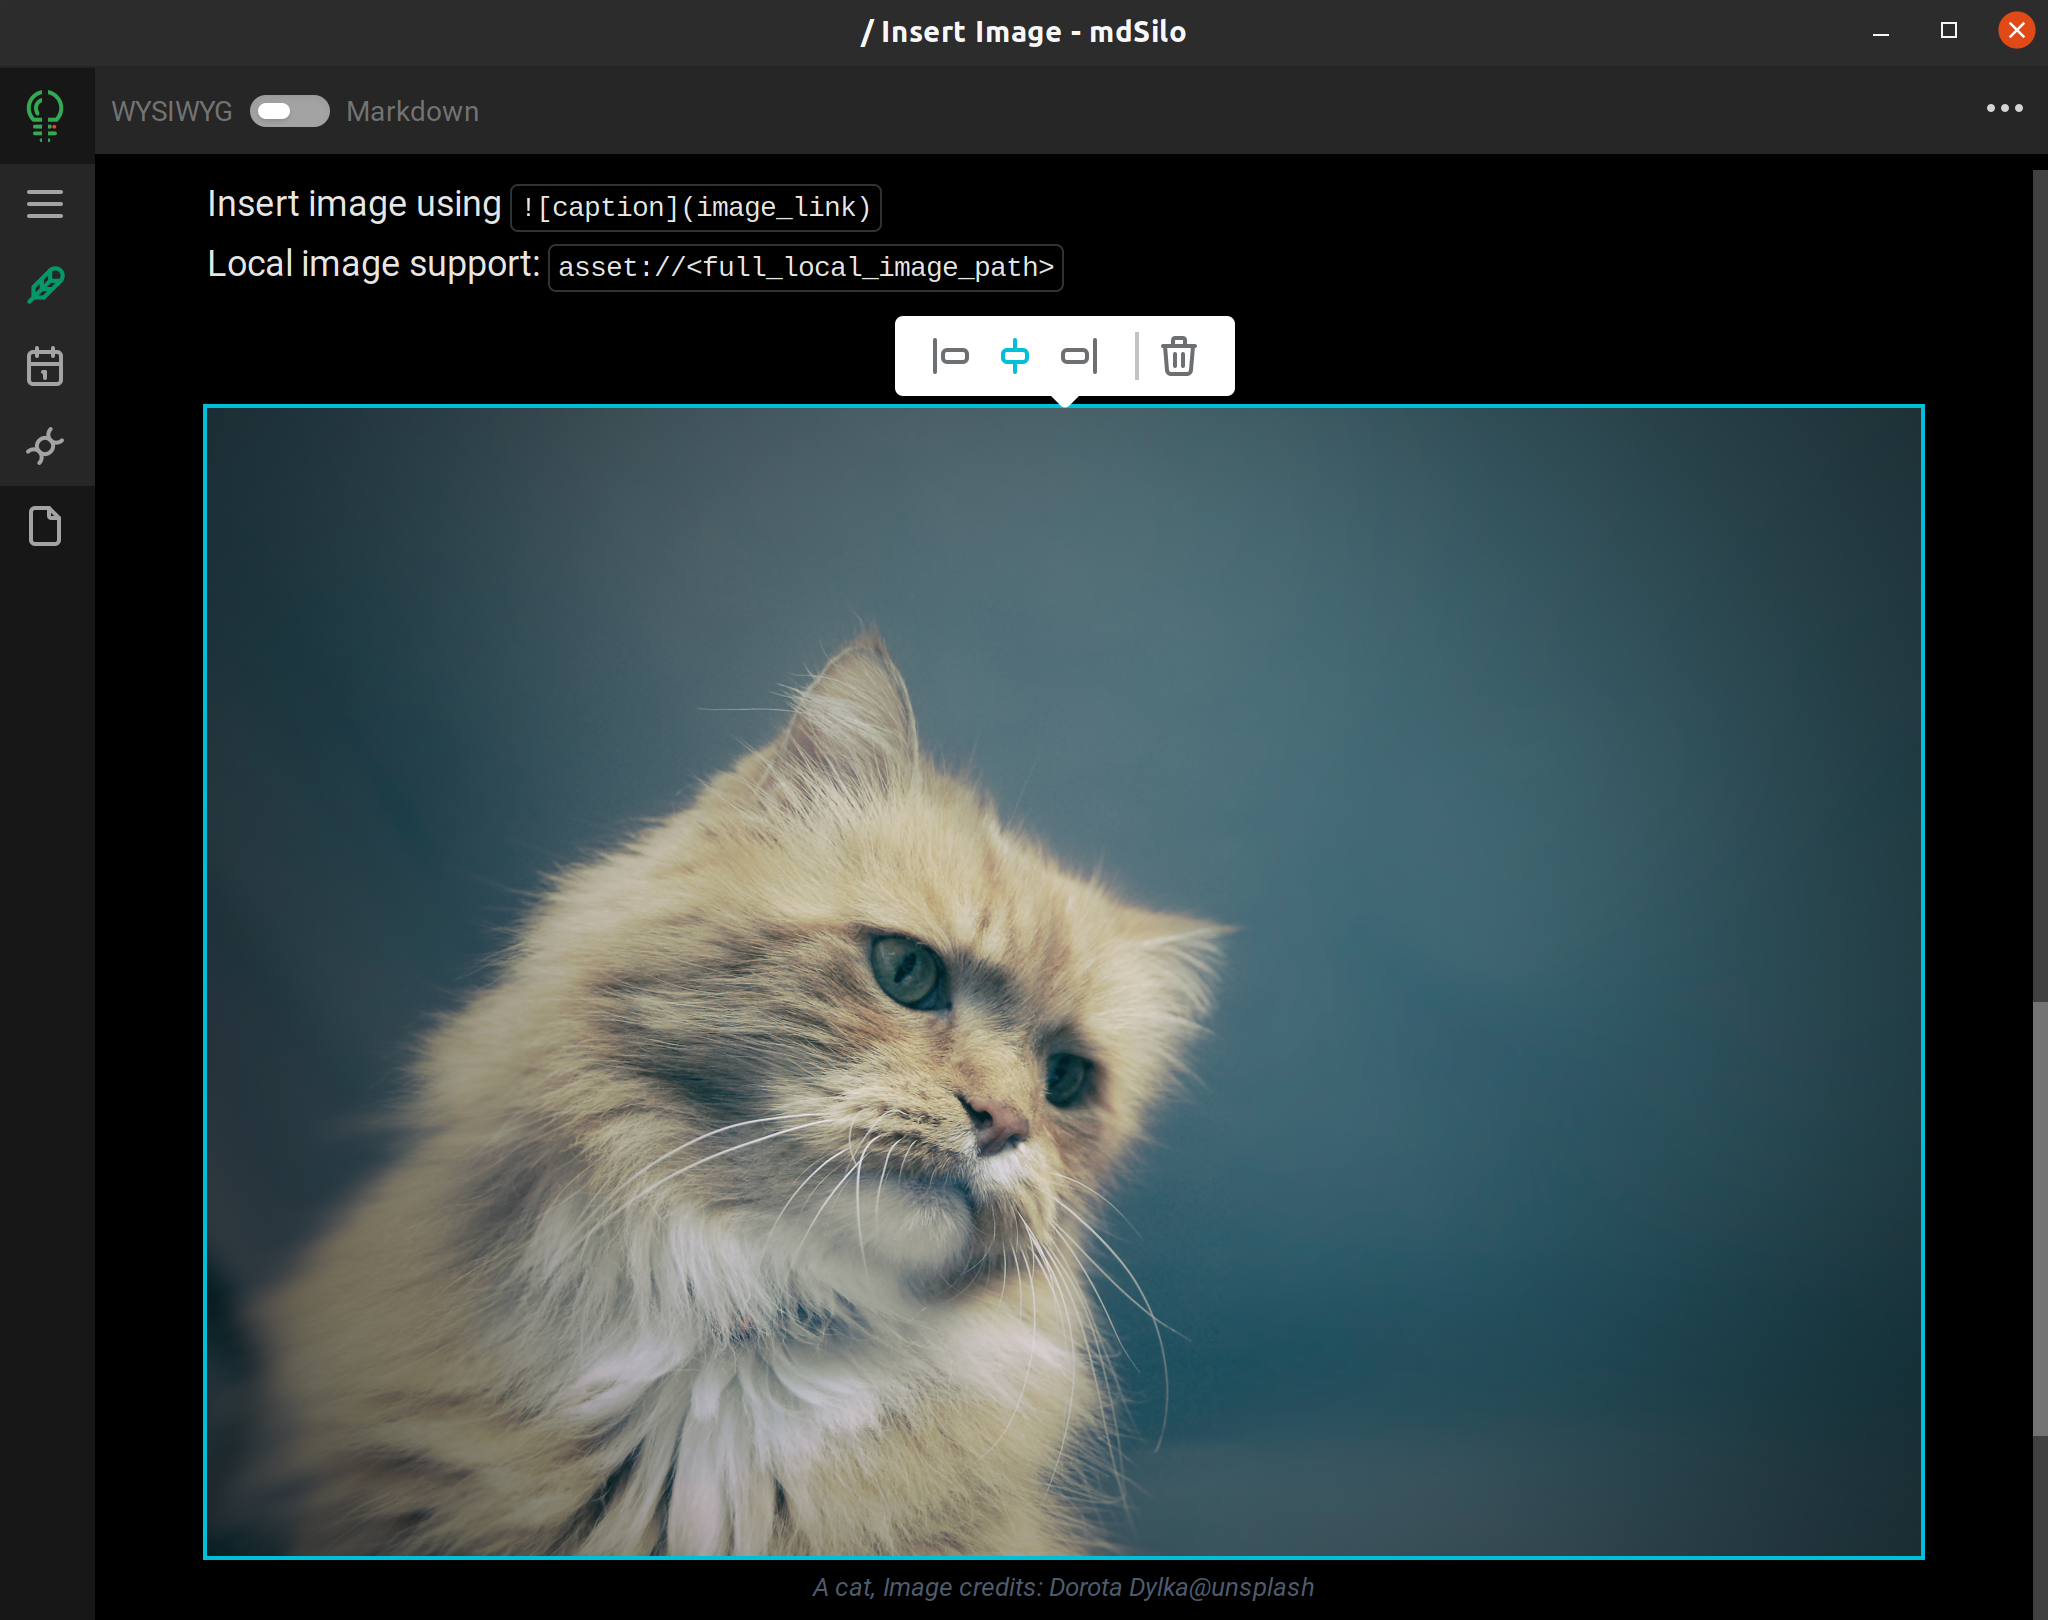 / Insert Image - mdSilo
WYSIWYG Markdown
Insert image using ![caption](image_link)
Local image support: asset://<full_local_image_path>
A cat, Image credits: Dorota Dylka@unsplash